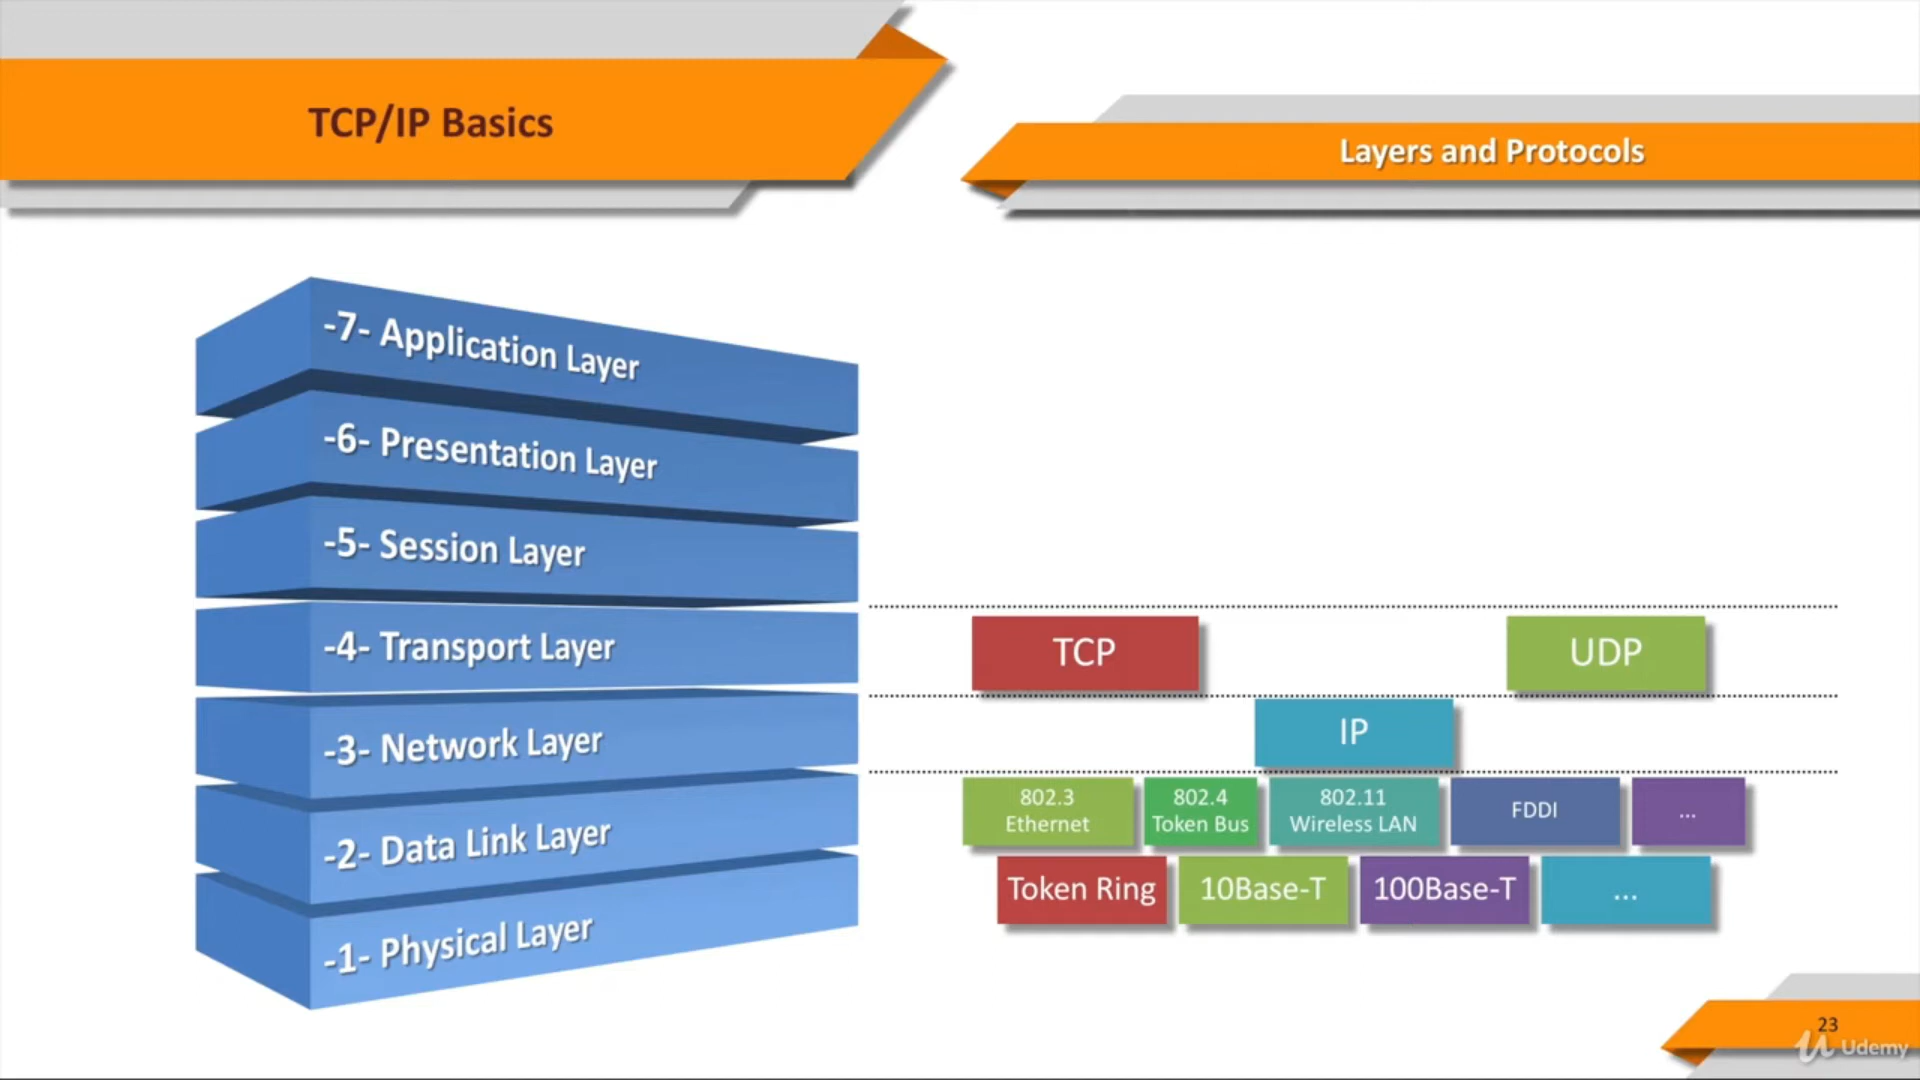 TCP/IP Basics
Layers and Protocols
-7- Application Layer
-6- Presentation Layer
-5- Session Layer
-4- Transport Layer
TCP
UDP
-3- Network Layer
IP
-2- Data Link Layer
802.3
Ethernet
802.4
Token Bus
802.11
Wireless LAN
FDDI
...
-1- Physical Layer
Token Ring
10Base-T
100Base-T
...
23
Udemy